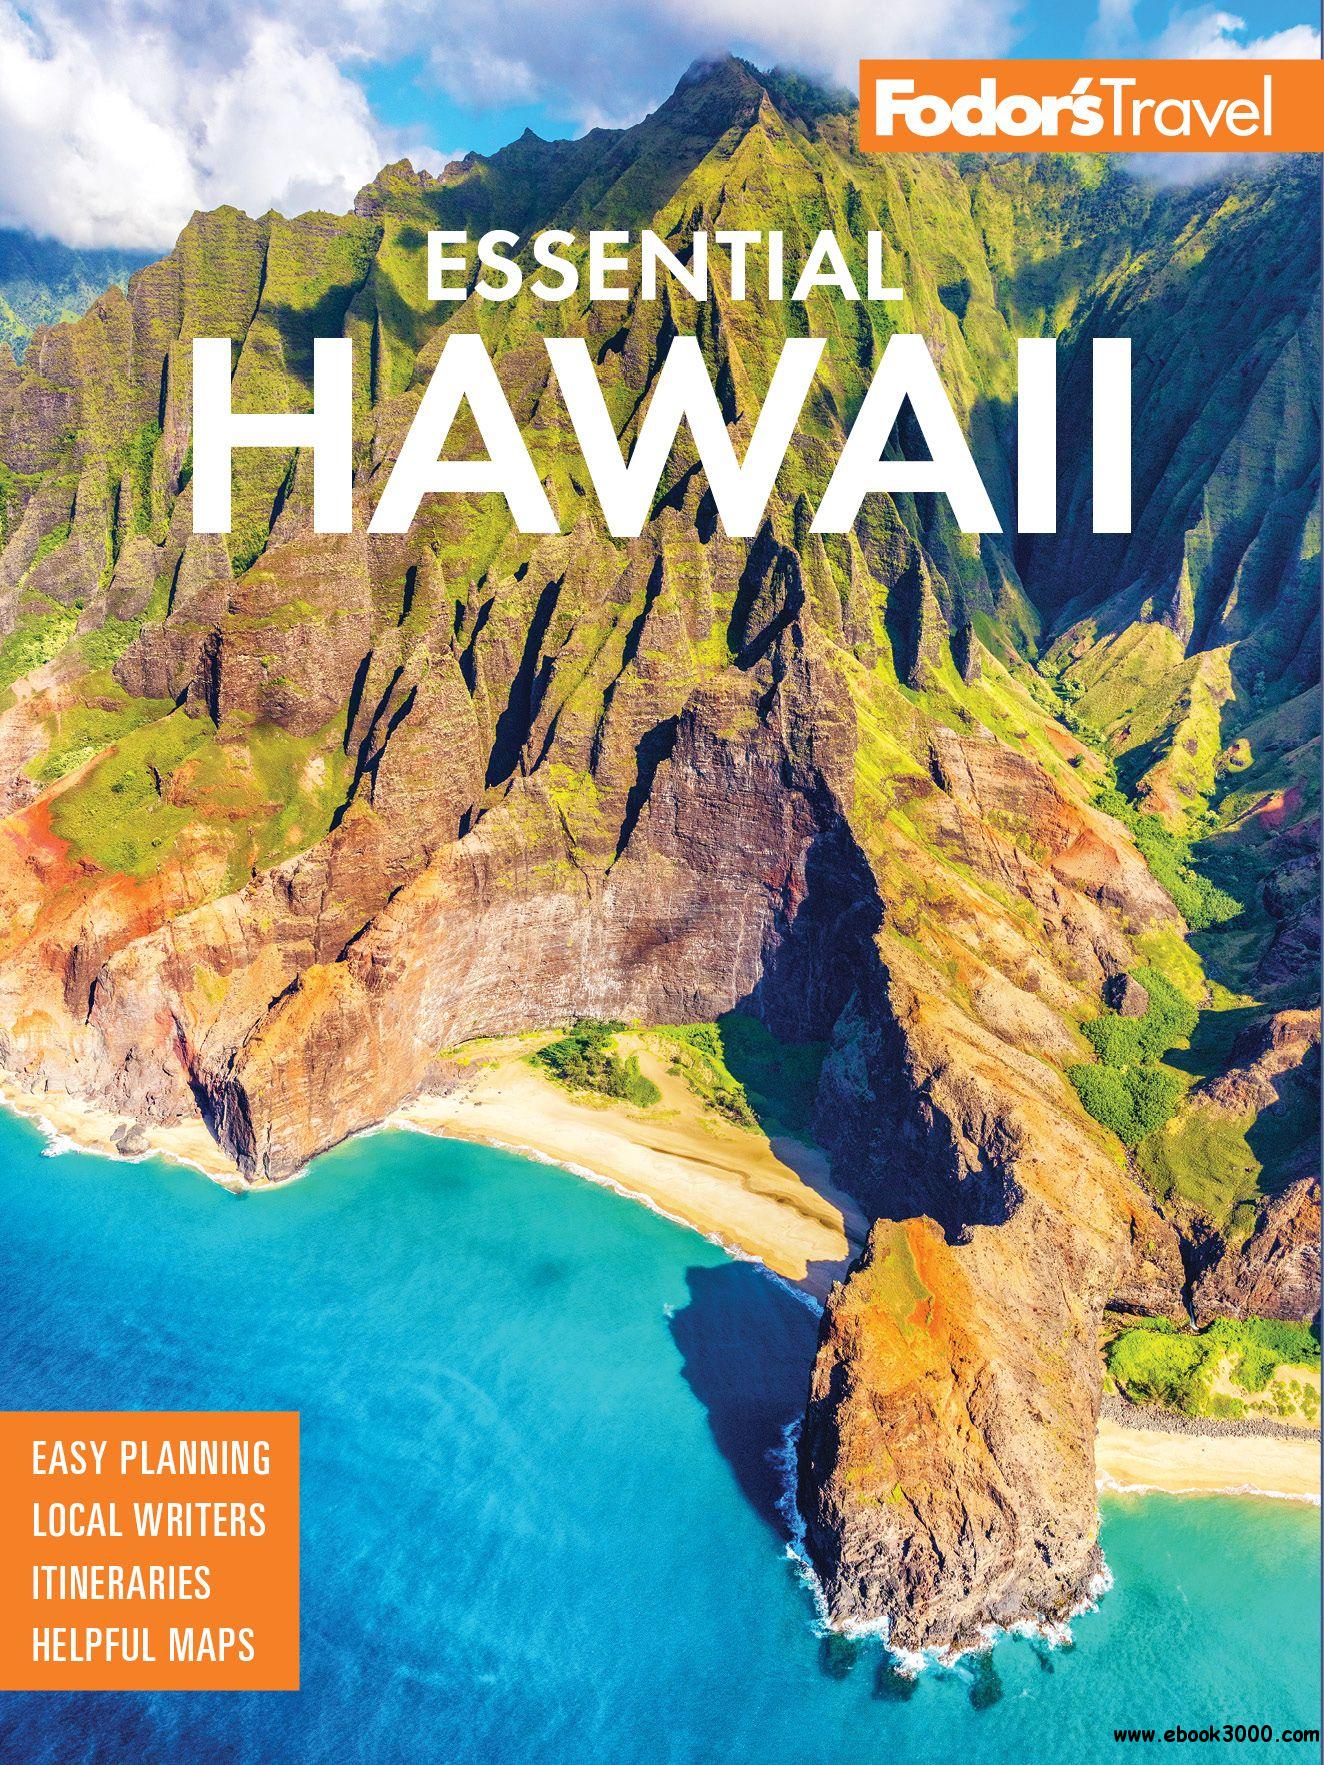 Fodor'sTravel
ESSENTIAL
HAWAII
EASY PLANNING
LOCAL WRITERS
ITINERARIES
HELPFUL MAPS
www.ebook3000.com